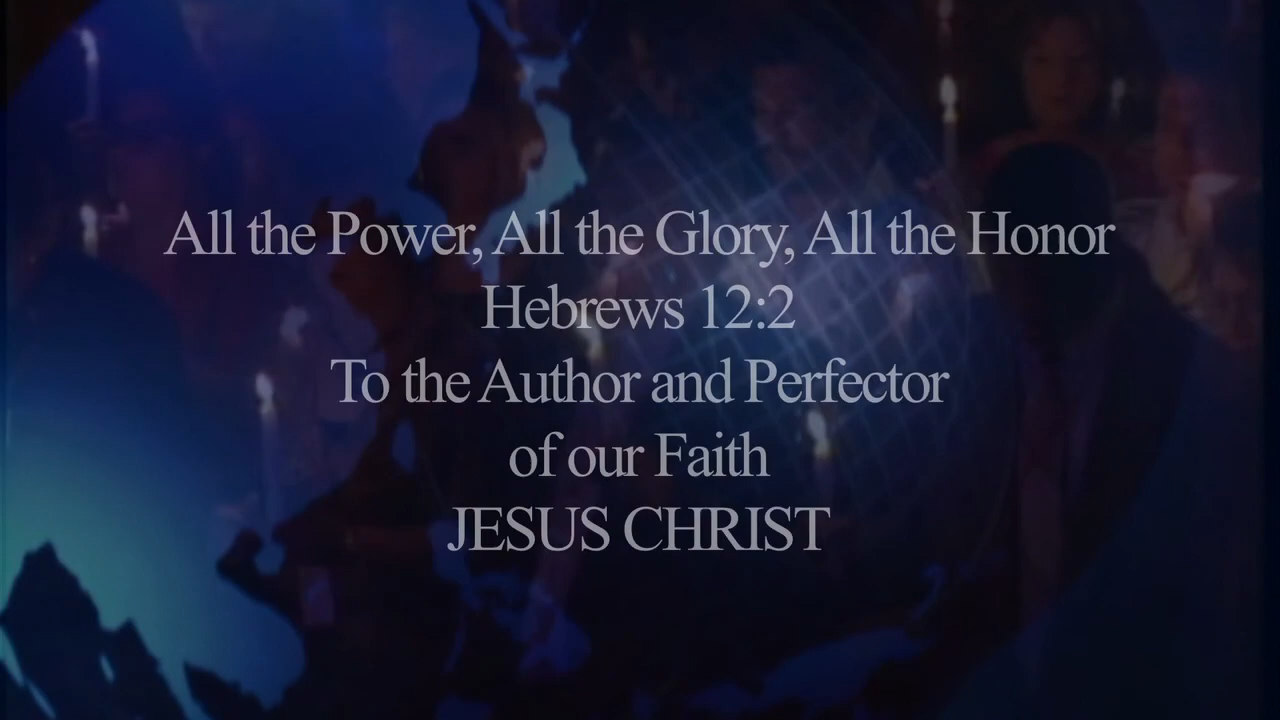 All the Power, All the Glory, All the Honor
Hebrews 12:2
To the Author and Perfector
of our Faith
JESUS CHRIST